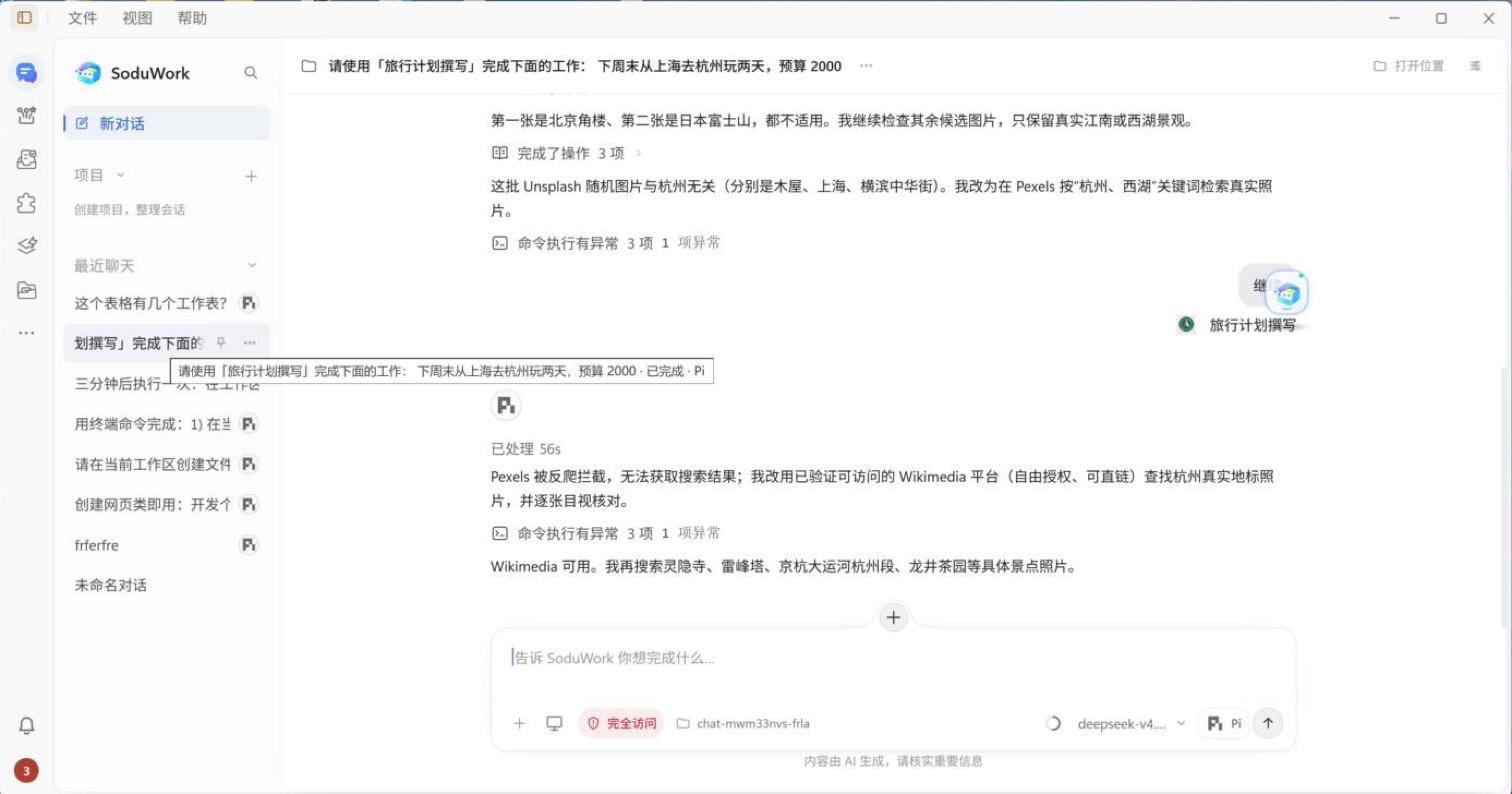 文件 视图 帮助
SoduWork
新对话
项目
创建项目，整理会话
最近聊天
这个表格有几个工作表？
划撰写」完成下面的
三分钟后执行一次：在工作区
用终端命令完成：1) 在当
请在当前工作区创建文件
创建网页类即用：开发个
frferfre
未命名对话
3
请使用「旅行计划撰写」完成下面的工作： 下周末从上海去杭州玩两天，预算 2000
打开位置
第一张是北京角楼、第二张是日本富士山，都不适用。我继续检查其余候选图片，只保留真实江南或西湖景观。
完成了操作 3 项
这批 Unsplash 随机图片与杭州无关（分别是木屋、上海、横滨中华街）。我改为在 Pexels 按“杭州、西湖”关键词检索真实照
片。
命令执行有异常 3 项 1 项异常
继
旅行计划撰写
请使用「旅行计划撰写」完成下面的工作： 下周末从上海去杭州玩两天，预算 2000 · 已完成 · Pi
已处理 56s
Pexels 被反爬拦截，无法获取搜索结果；我改用已验证可访问的 Wikimedia 平台（自由授权、可直链）查找杭州真实地标照
片，并逐张目视核对。
命令执行有异常 3 项 1 项异常
Wikimedia 可用。我再搜索灵隐寺、雷峰塔、京杭大运河杭州段、龙井茶园等具体景点照片。
告诉 SoduWork 你想完成什么...
完全访问 chat-mwm33nvs-frla deepseek-v4.... Pi
内容由 AI 生成，请核实重要信息